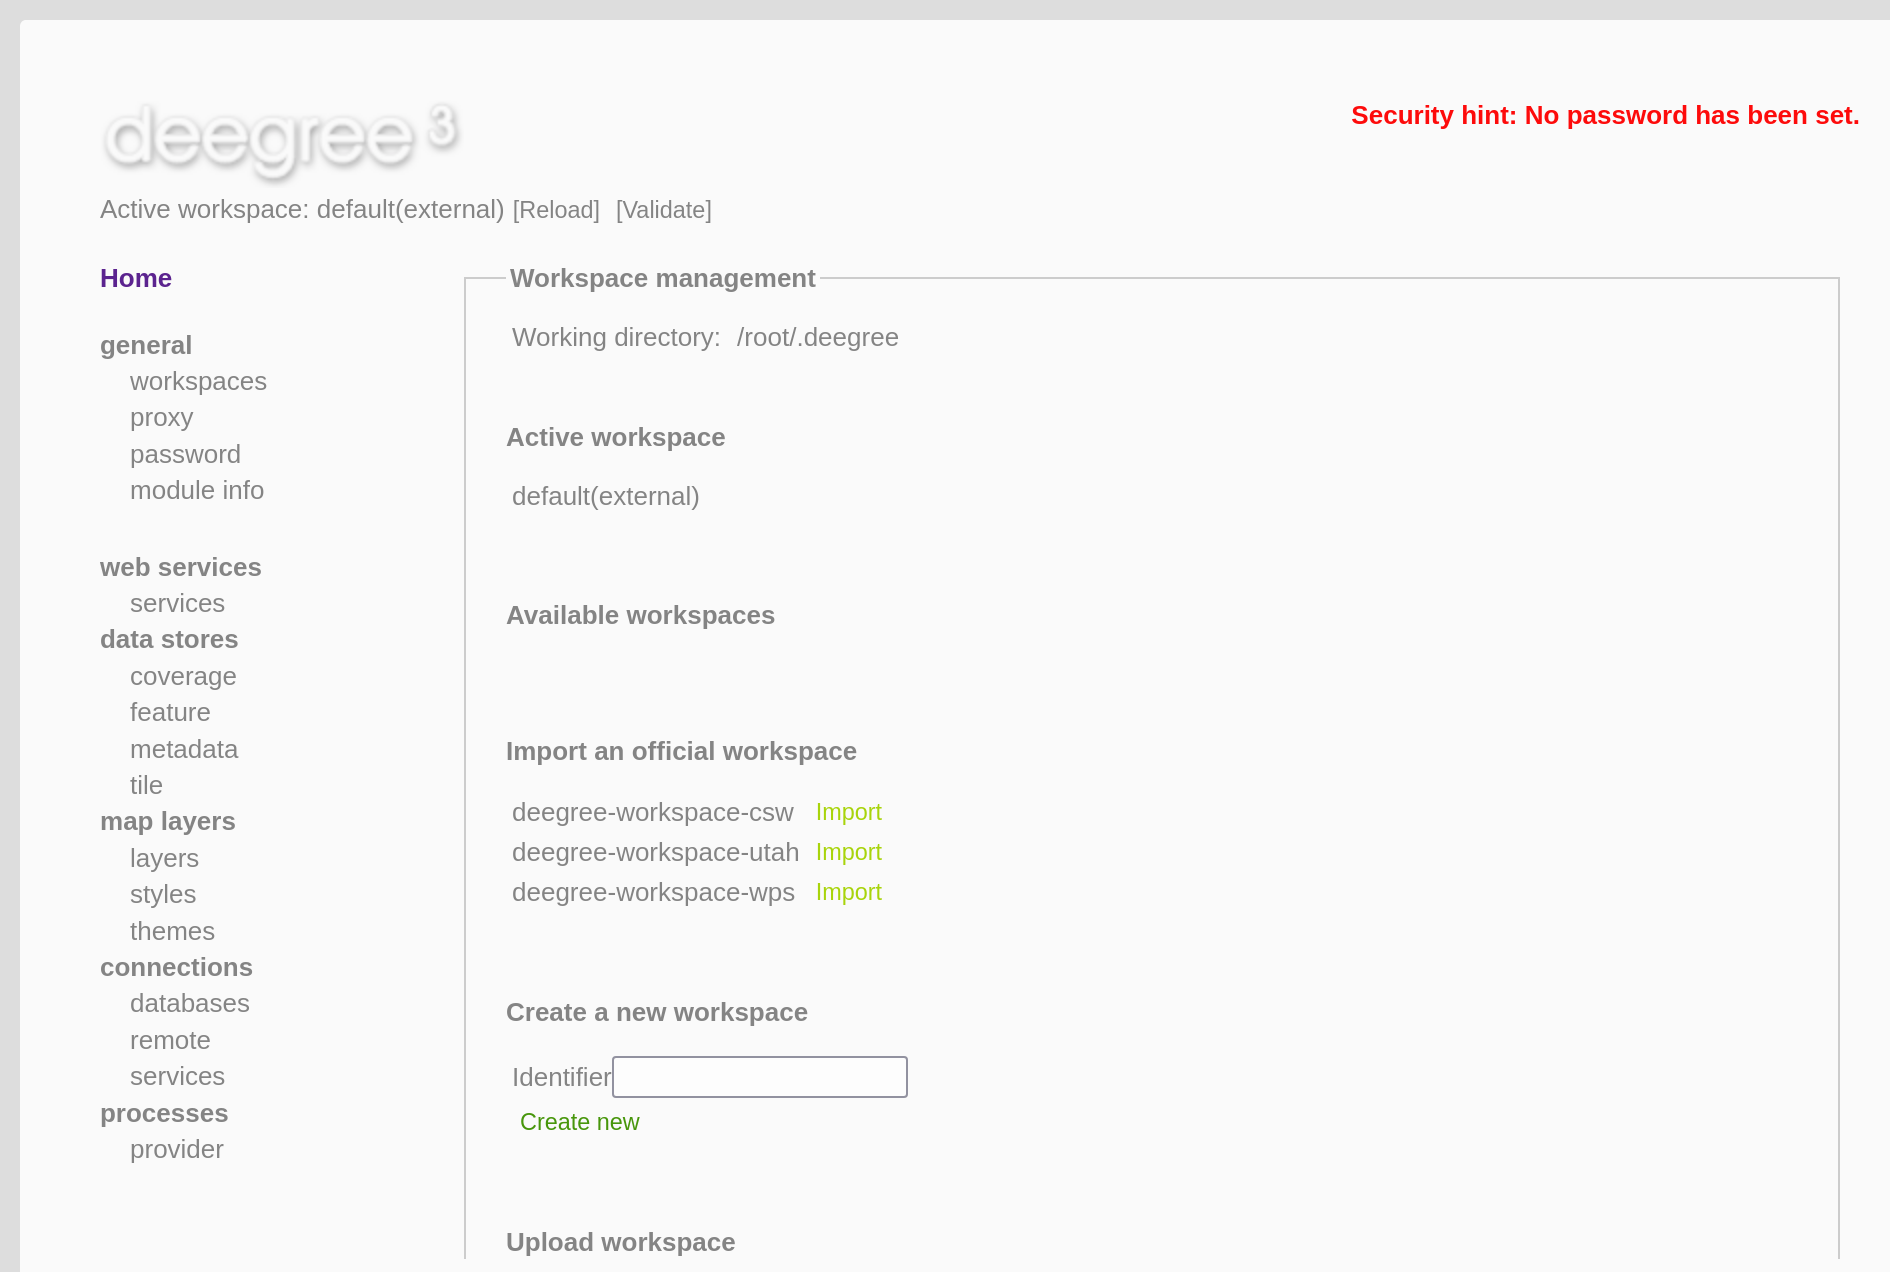 deegree 3
Security hint: No password has been set.
Active workspace: default(external) [Reload] [Validate]
Home
general
workspaces
proxy
password
module info
web services
services
data stores
coverage
feature
metadata
tile
map layers
layers
styles
themes
connections
databases
remote
services
processes
provider
Workspace management
Working directory: /root/.deegree
Active workspace
default(external)
Available workspaces
Import an official workspace
deegree-workspace-csw Import
deegree-workspace-utah Import
deegree-workspace-wps Import
Create a new workspace
Identifier
Create new
Upload workspace